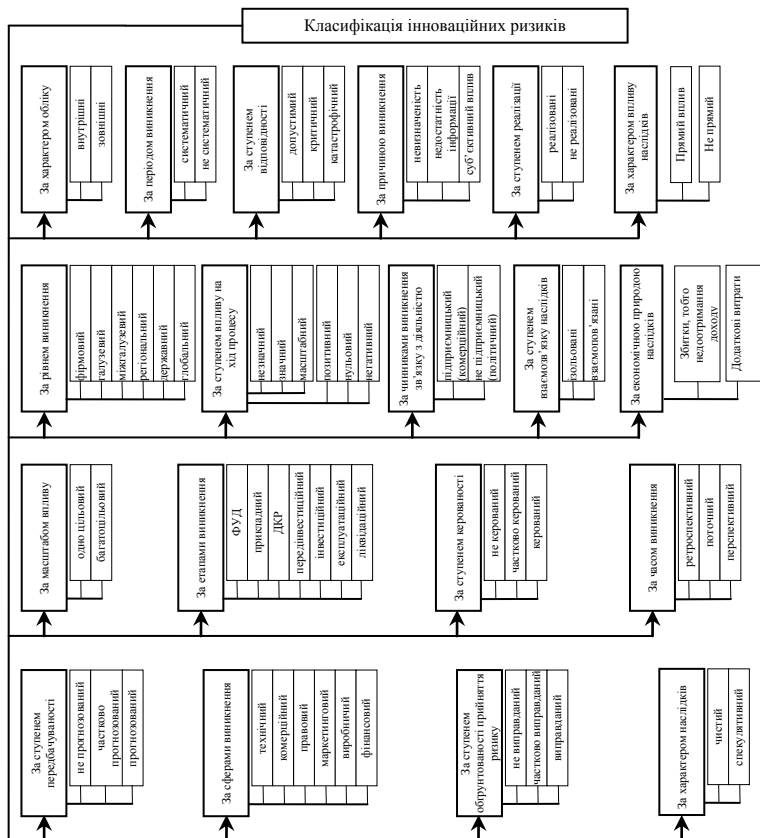 Класифікація інноваційних ризиків
За характером обліку
внутрішні
зовнішні
За періодом виникнення
систематичний
не систематичний
За ступенем
відповідності
допустимий
критичний
катастрофічний
За причиною виникнення
невизначеність
недостатність
інформації
суб’єктивний вплив
За ступенем реалізації
реалізовані
не реалізовані
За характером впливу
наслідків
Прямий вплив
Не прямий
За рівнем виникнення
фірмовий
галузевий
міжгалузевий
регіональний
державний
глобальний
За ступенем впливу на
хід процесу
незначний
значний
масштабний
позитивний
нульовий
негативний
За чинниками виникнення
зв’язку з діяльністю
підприємницький
(комерційний)
не підприємницький
(політичний)
За ступенем
взаємозв’язку наслідків
ізольовані
взаємопов’язані
За економічною природою
наслідків
Збитки, тобто
недоотримання
доходу
Додаткові витрати
За масштабом впливу
одно цільовий
багатоцільовий
За етапами виникнення
ФУД
прикладний
ДКР
передінвестиційний
інвестиційний
експлуатаційний
ліквідаційний
За ступенем керованості
не керований
частково керований
керований
За часом виникнення
ретроспективний
поточний
перспективний
За ступенем
передбачуваності
не прогнозований
частково
прогнозований
прогнозований
За сферами виникнення
технічний
комерційний
правовий
маркетинговий
виробничий
фінансовий
За ступенем
обґрунтованості прийняття
ризику
не виправданий
частково виправданий
виправданий
За характером наслідків
чистий
спекулятивний